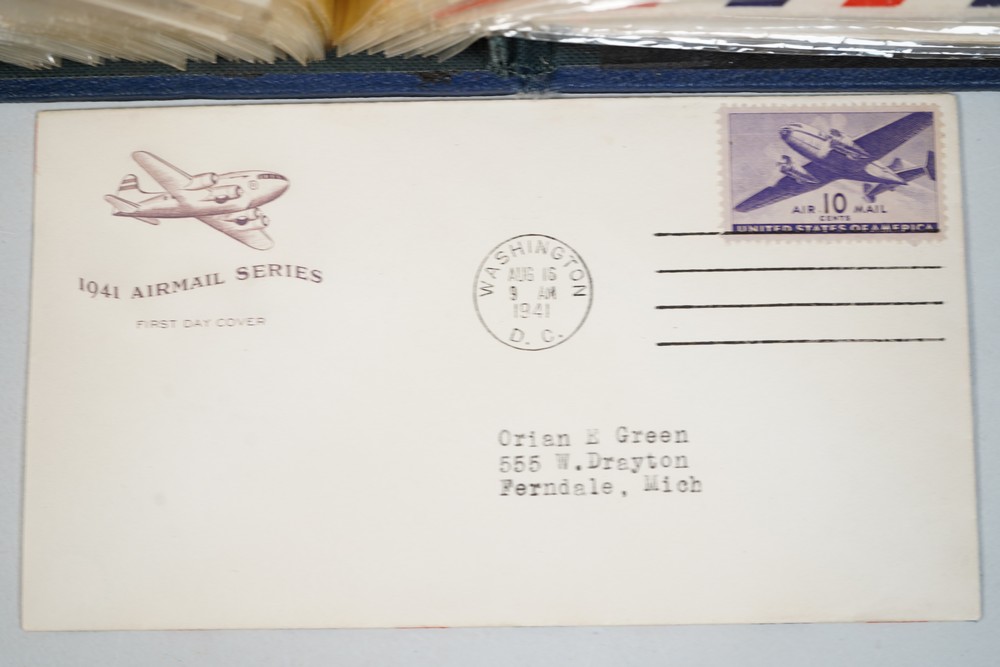 1941 AIRMAIL SERIES
FIRST DAY COVER
WASHINGTON
AUG 16
9 AM
1941
D. C.
AIR 10 MAIL
CENTS
UNITED STATES OF AMERICA
Orian E Green
555 W.Drayton
Ferndale, Mich